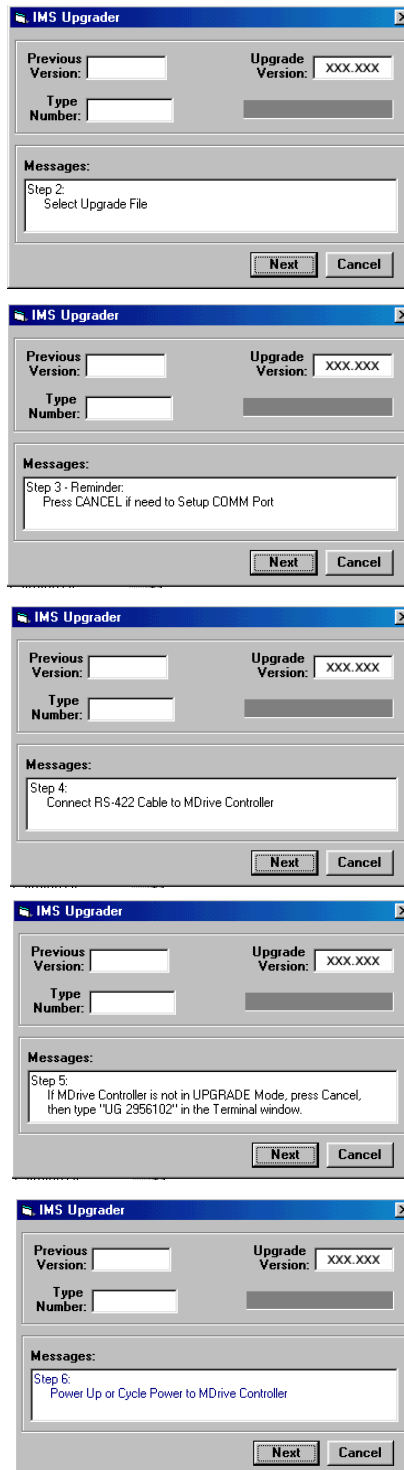 IMS Upgrader
Previous Version:
Upgrade Version: XXX.XXX
Type Number:
Messages:
Step 2:
Select Upgrade File
Next Cancel
IMS Upgrader
Previous Version:
Upgrade Version: XXX.XXX
Type Number:
Messages:
Step 3 - Reminder:
Press CANCEL if need to Setup COMM Port
Next Cancel
IMS Upgrader
Previous Version:
Upgrade Version: XXX.XXX
Type Number:
Messages:
Step 4:
Connect RS-422 Cable to MDrive Controller
Next Cancel
IMS Upgrader
Previous Version:
Upgrade Version: XXX.XXX
Type Number:
Messages:
Step 5:
If MDrive Controller is not in UPGRADE Mode, press Cancel,
then type "UG 2956102" in the Terminal window.
Next Cancel
IMS Upgrader
Previous Version:
Upgrade Version: XXX.XXX
Type Number:
Messages:
Step 6:
Power Up or Cycle Power to MDrive Controller
Next Cancel